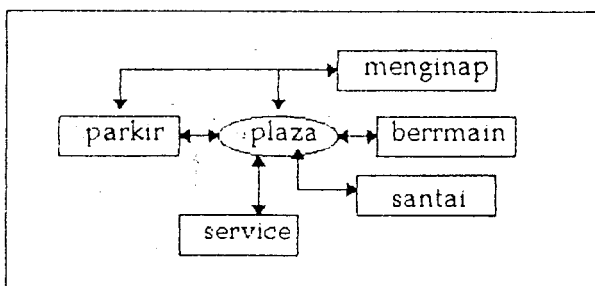 menginap
parkir
plaza
berrmain
santai
service